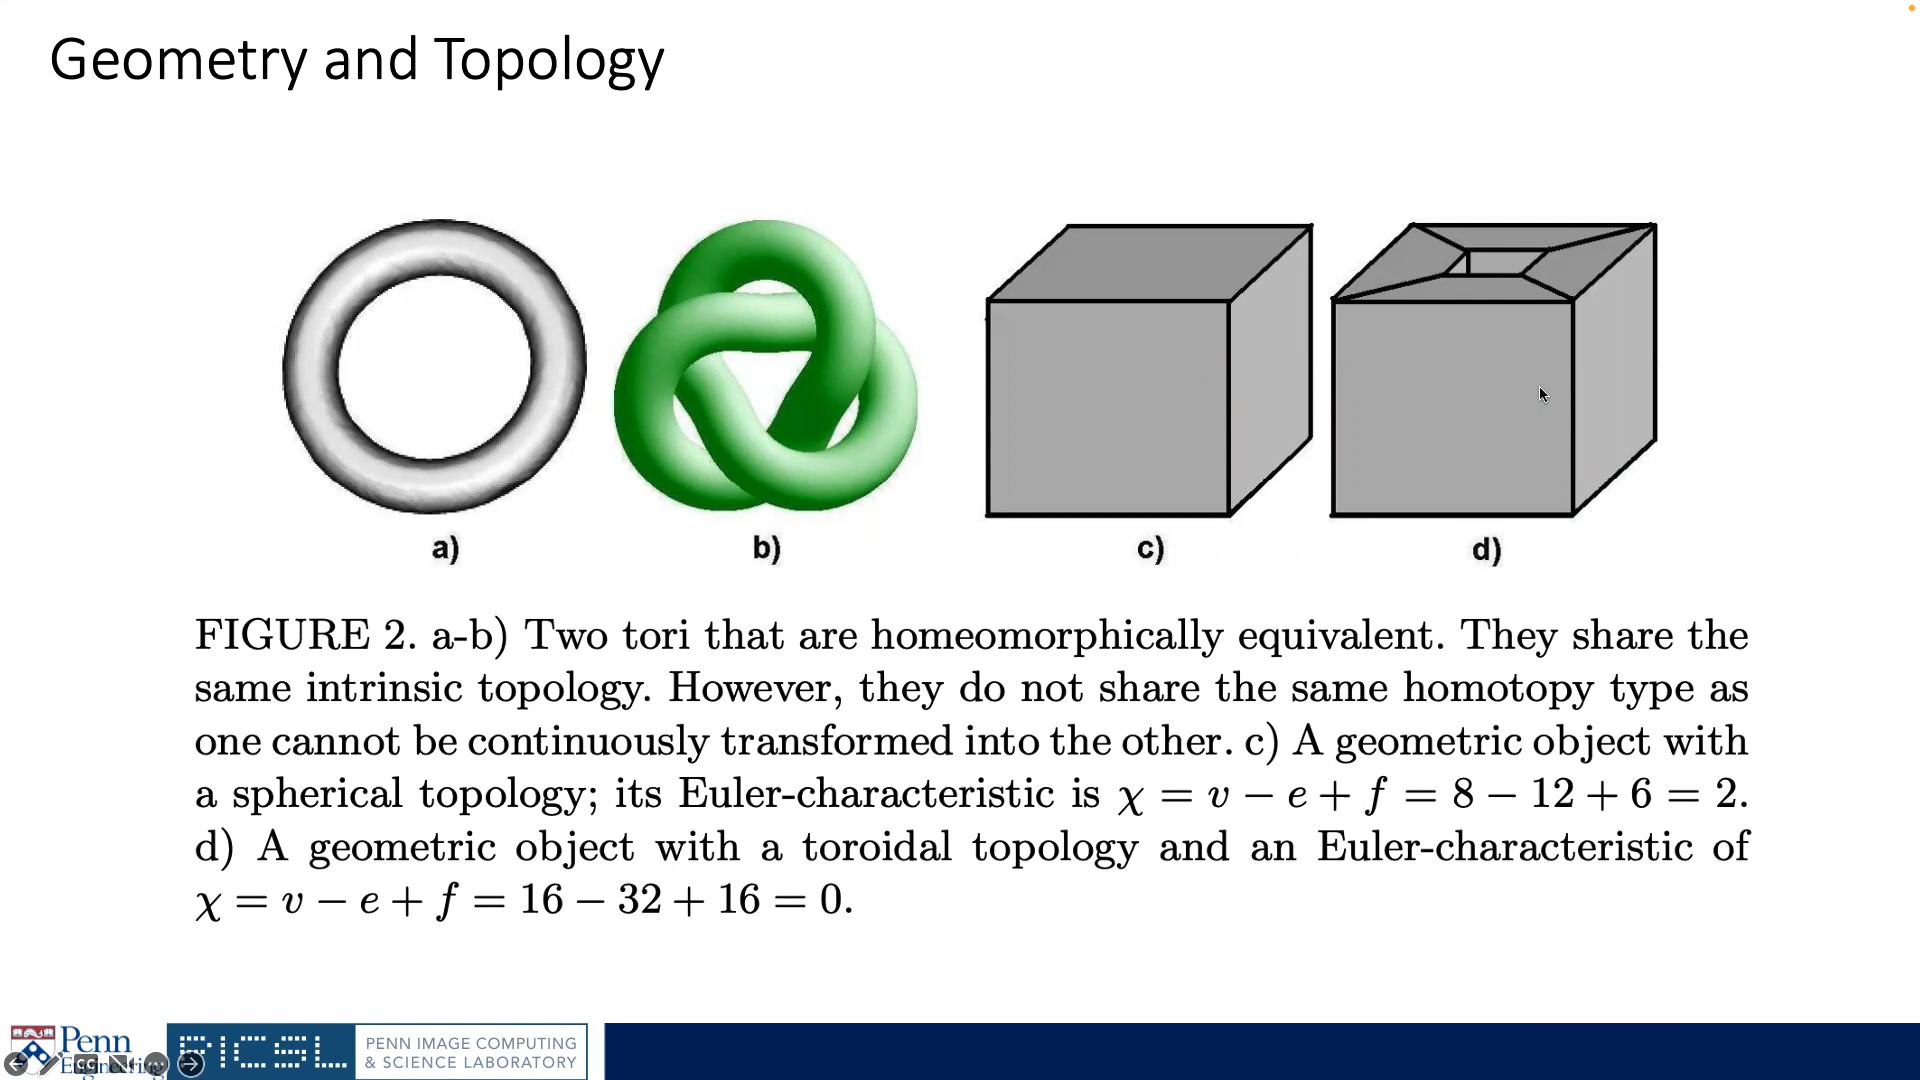 Geometry and Topology
a)
b)
c)
d)
FIGURE 2. a-b) Two tori that are homeomorphically equivalent. They share the
same intrinsic topology. However, they do not share the same homotopy type as
one cannot be continuously transformed into the other. c) A geometric object with
a spherical topology; its Euler-characteristic is χ = v − e + f = 8 − 12 + 6 = 2.
d) A geometric object with a toroidal topology and an Euler-characteristic of
χ = v − e + f = 16 − 32 + 16 = 0.
Penn
Engineering
PICSL
PENN IMAGE COMPUTING
& SCIENCE LABORATORY